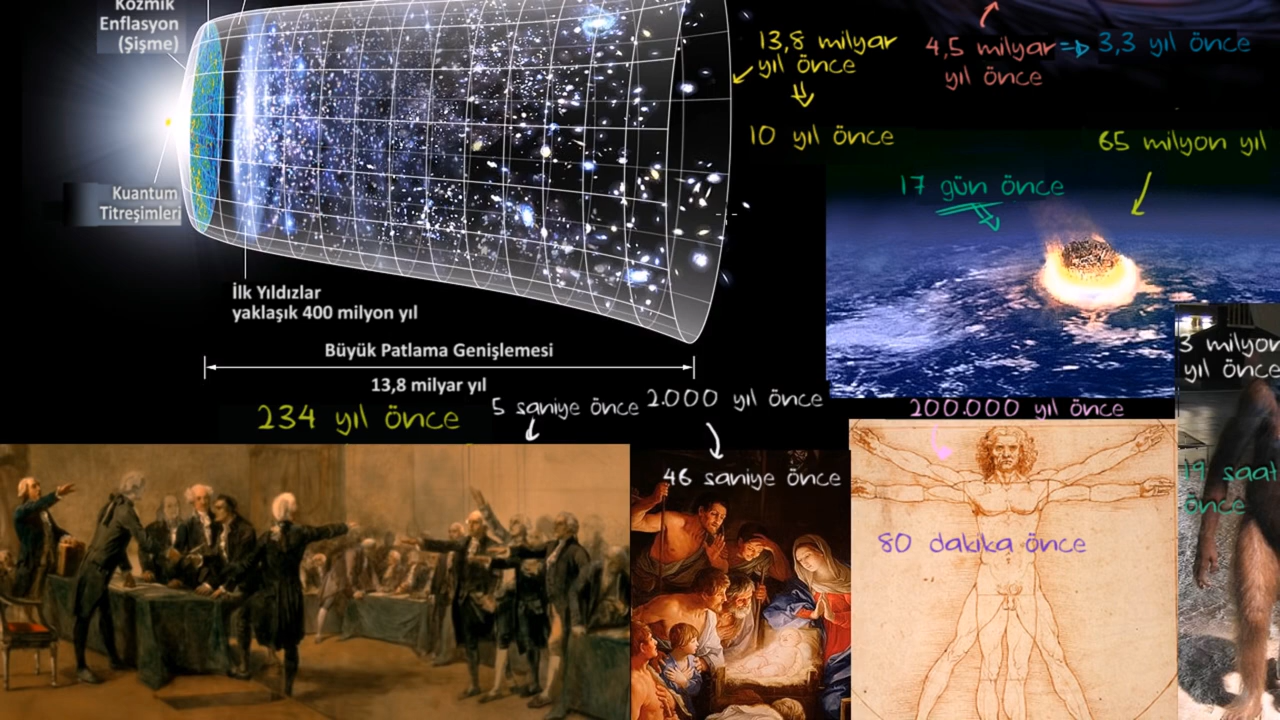 Kozmik
Enflasyon
(Şişme)
Kuantum
Titreşimleri
İlk Yıldızlar
yaklaşık 400 milyon yıl
Büyük Patlama Genişlemesi
13,8 milyar yıl
13,8 milyar
yıl önce
10 yıl önce
4,5 milyar
yıl önce
3,3 yıl önce
65 milyon yıl
17 gün önce
3 milyon
yıl önce
19 saat
önce
234 yıl önce
5 saniye önce
2.000 yıl önce
46 saniye önce
200.000 yıl önce
80 dakika önce